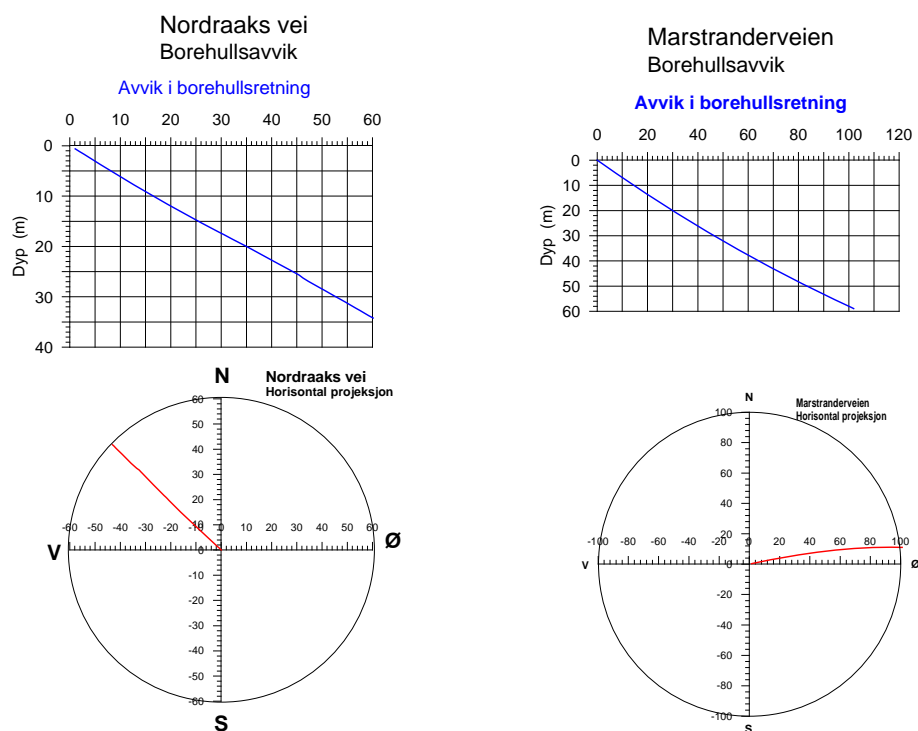 Nordraaks vei
Borehullsavvik
Avvik i borehullsretning
0 10 20 30 40 50 60
0
10
20
30
40
Dyp (m)
Marstranderveien
Borehullsavvik
Avvik i borehullsretning
0 20 40 60 80 100 120
0
10
20
30
40
50
60
Dyp (m)
N
Nordraaks vei
Horisontal projeksjon
60
50
40
30
20
10
0
-10
-20
-30
-40
-50
-60
-60 -50 -40 -30 -20 -10 0 10 20 30 40 50 60
V
Ø
S
N
Marstranderveien
Horisontal projeksjon
100
80
60
40
20
0
-20
-40
-60
-80
-100
-100 -80 -60 -40 -20 0 20 40 60 80 100
V
Ø
S